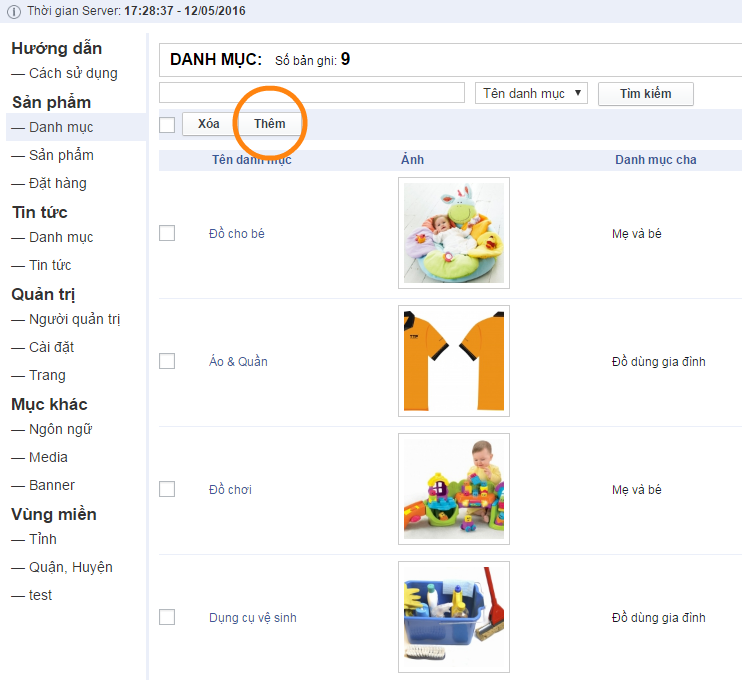 Thời gian Server: 17:28:37 - 12/05/2016
Hướng dẫn
— Cách sử dụng
Sản phẩm
— Danh mục
— Sản phẩm
— Đặt hàng
Tin tức
— Danh mục
— Tin tức
Quản trị
— Người quản trị
— Cài đặt
— Trang
Mục khác
— Ngôn ngữ
— Media
— Banner
Vùng miền
— Tỉnh
— Quận, Huyện
— test
DANH MỤC: Số bản ghi: 9
Tên danh mục Tìm kiếm
Xóa Thêm
Tên danh mục Ảnh Danh mục cha
Đồ cho bé Mẹ và bé
Áo & Quần Đồ dùng gia đình
Đồ chơi Mẹ và bé
Dụng cụ vệ sinh Đồ dùng gia đình